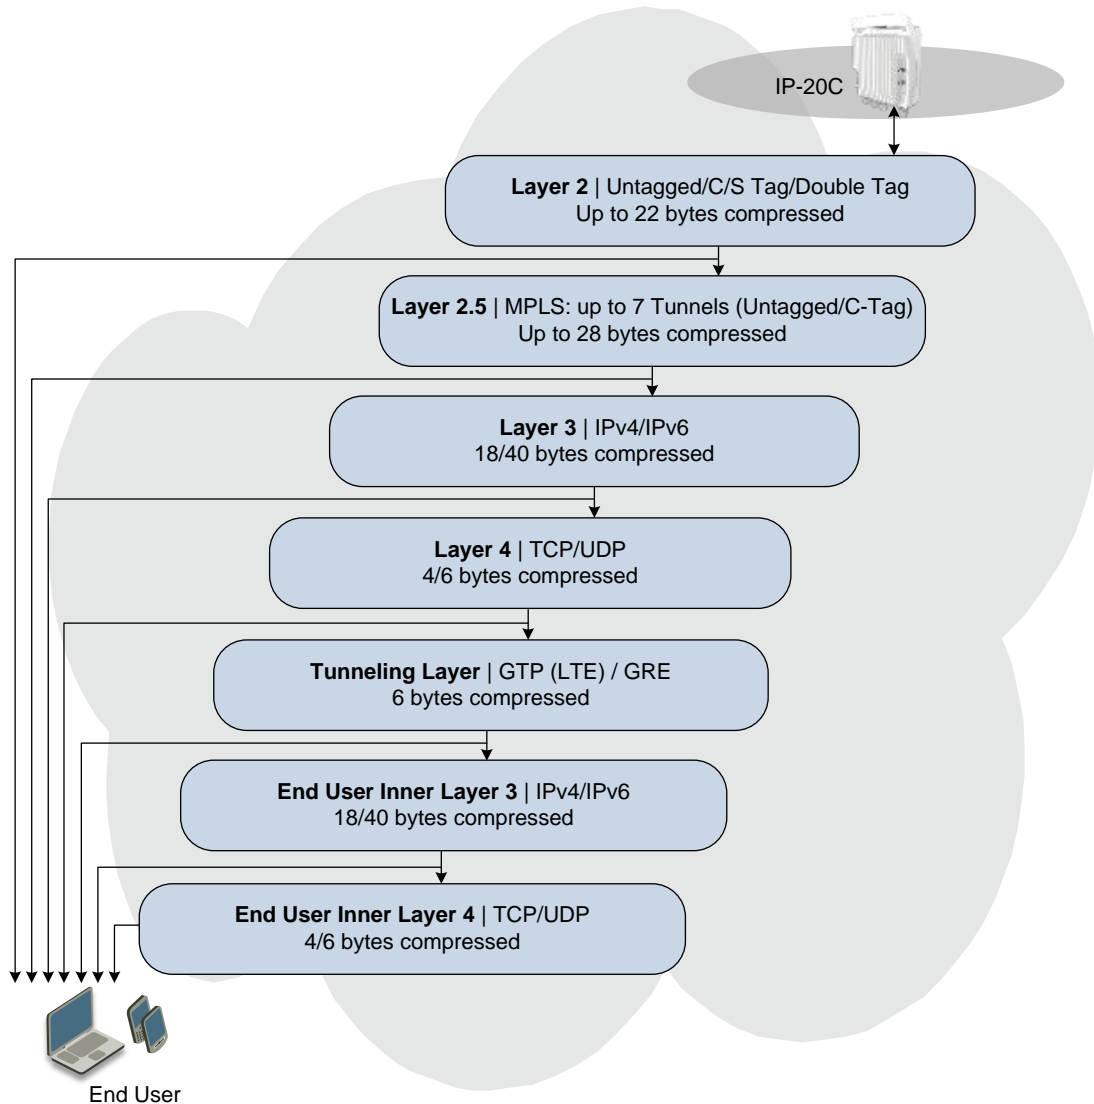 IP-20C
Layer 2 | Untagged/C/S Tag/Double Tag
Up to 22 bytes compressed
Layer 2.5 | MPLS: up to 7 Tunnels (Untagged/C-Tag)
Up to 28 bytes compressed
Layer 3 | IPv4/IPv6
18/40 bytes compressed
Layer 4 | TCP/UDP
4/6 bytes compressed
Tunneling Layer | GTP (LTE) / GRE
6 bytes compressed
End User Inner Layer 3 | IPv4/IPv6
18/40 bytes compressed
End User Inner Layer 4 | TCP/UDP
4/6 bytes compressed
End User